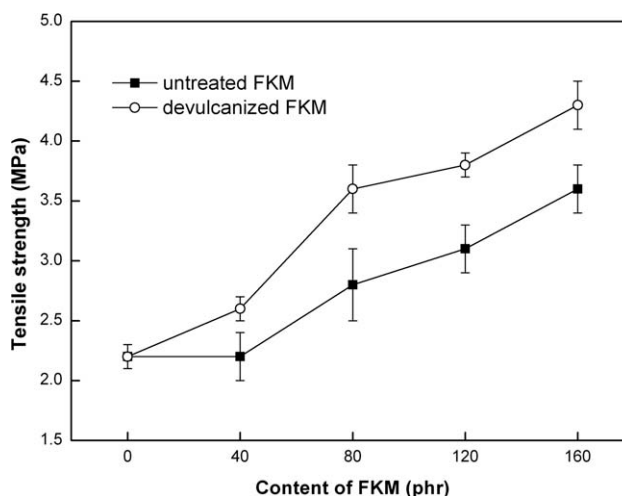 5.0
4.5
4.0
3.5
3.0
2.5
2.0
1.5
Tensile strength (MPa)
untreated FKM
devulcanized FKM
0 40 80 120 160
Content of FKM (phr)